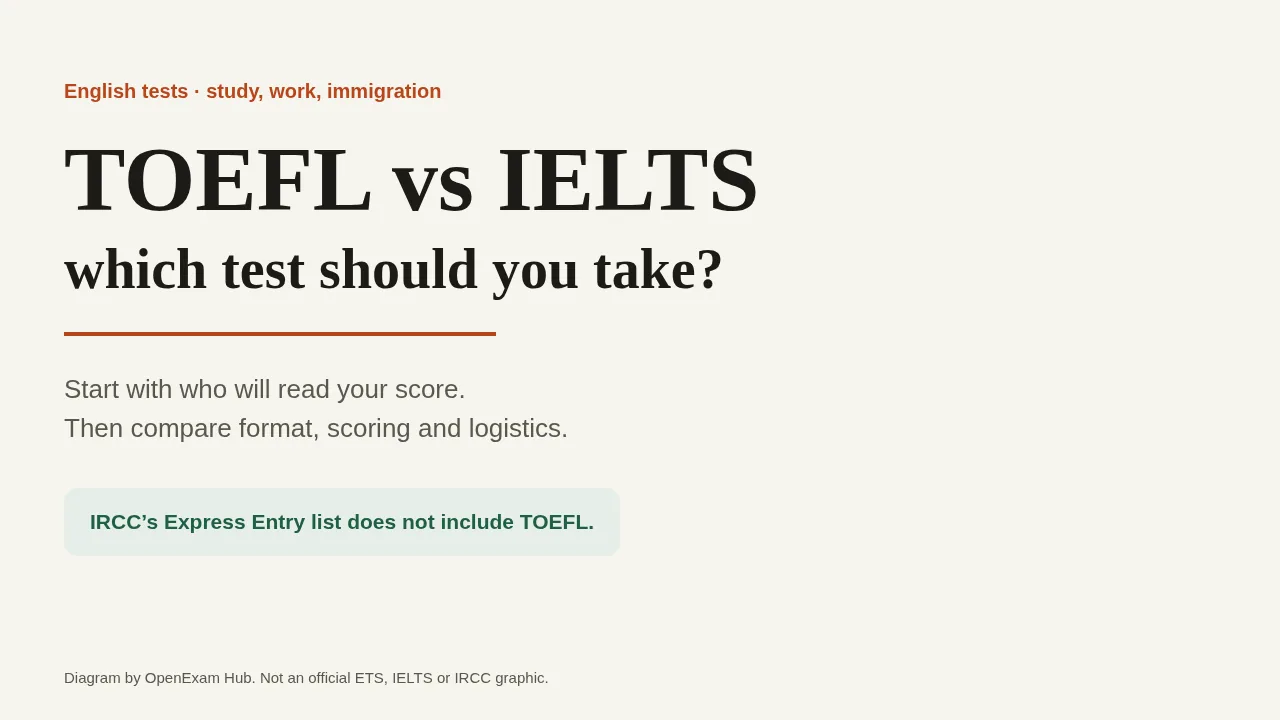 English tests · study, work, immigration
TOEFL vs IELTS
which test should you take?
Start with who will read your score.
Then compare format, scoring and logistics.
IRCC’s Express Entry list does not include TOEFL.
Diagram by OpenExam Hub. Not an official ETS, IELTS or IRCC graphic.